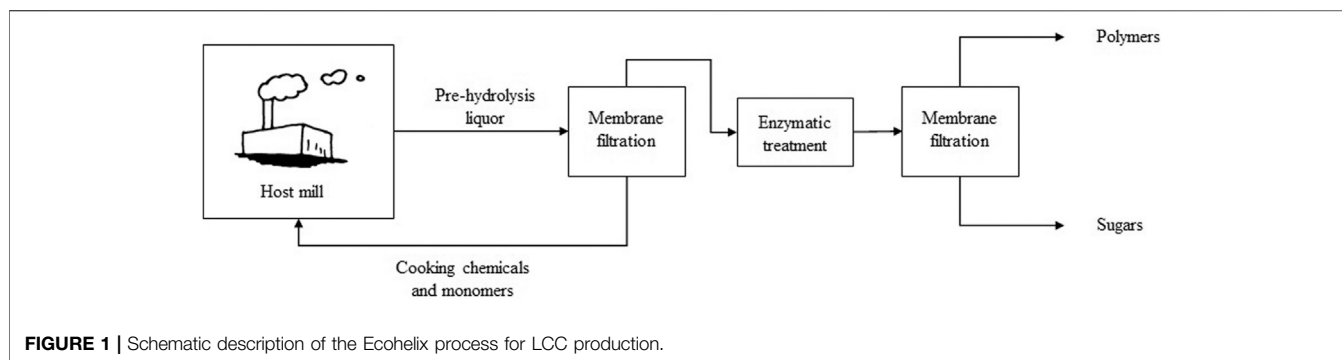 Polymers
Pre-hydrolysis
liquor
Membrane
filtration
Enzymatic
treatment
Membrane
filtration
Host mill
Sugars
Cooking chemicals
and monomers
FIGURE 1 | Schematic description of the Ecohelix process for LCC production.